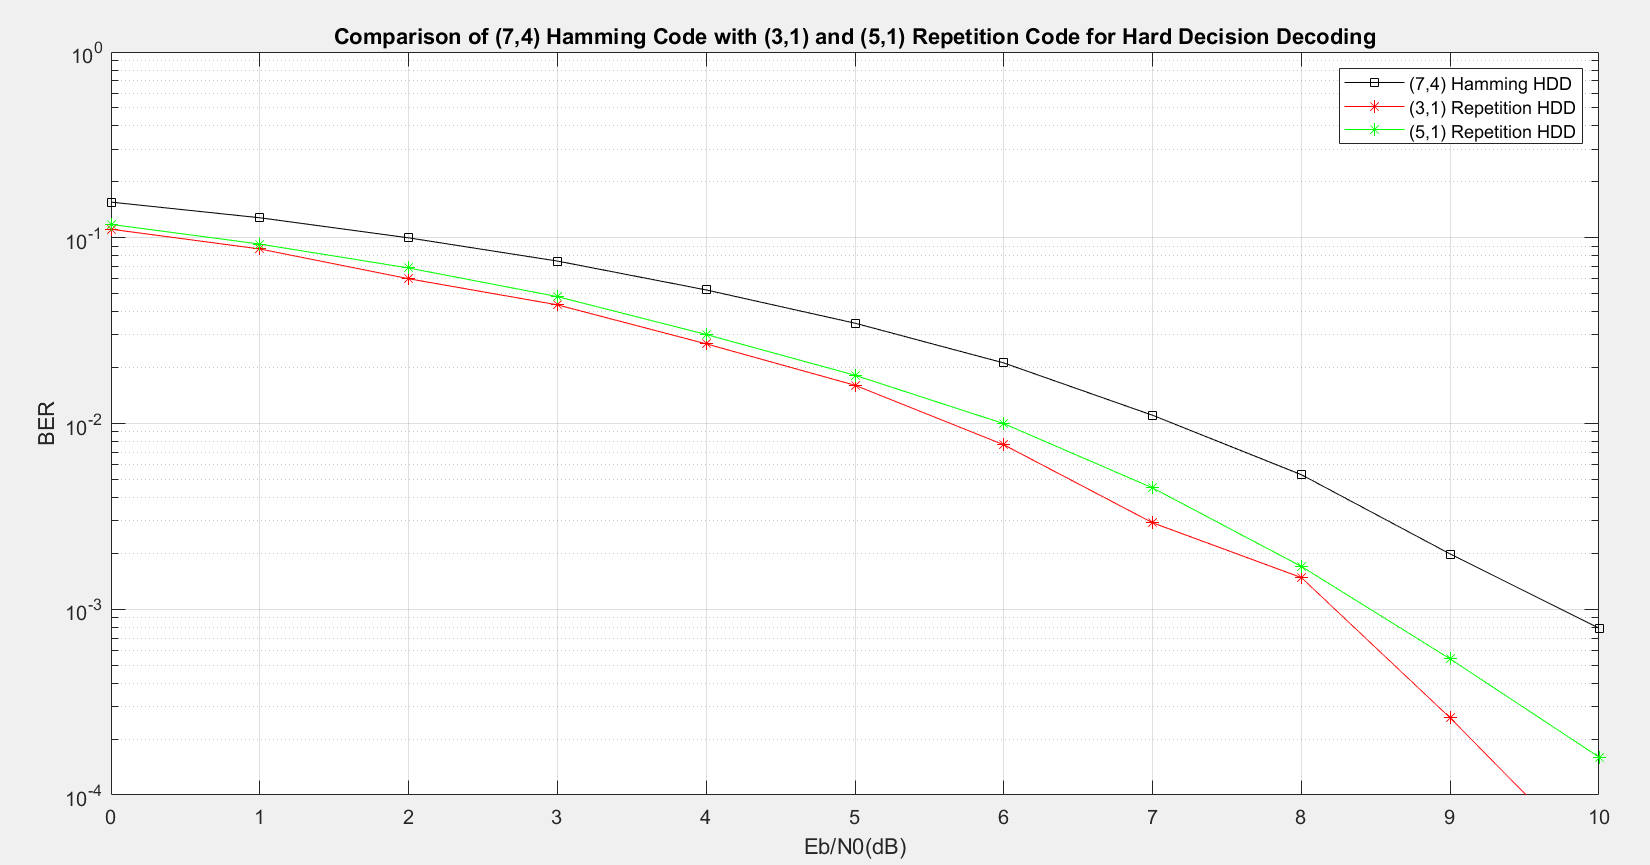 Comparison of (7,4) Hamming Code with (3,1) and (5,1) Repetition Code for Hard Decision Decoding
(7,4) Hamming HDD
(3,1) Repetition HDD
(5,1) Repetition HDD
10^0
10^-1
10^-2
10^-3
10^-4
BER
0 1 2 3 4 5 6 7 8 9 10
Eb/N0(dB)